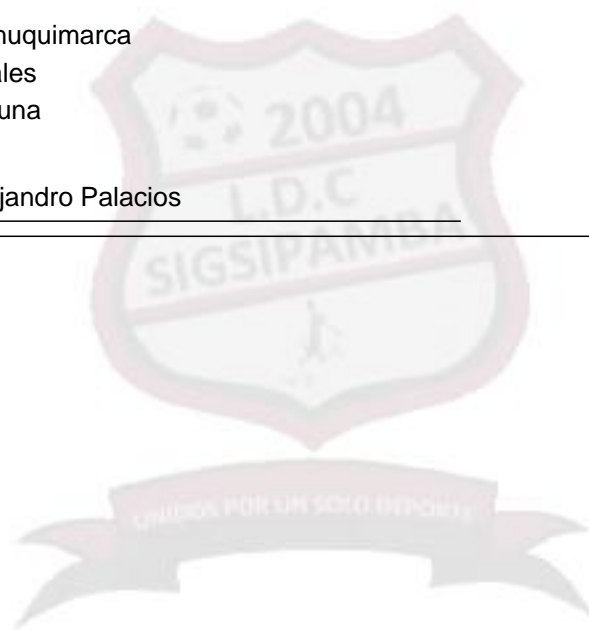 huquimarca
ales
una
jandro Palacios
2004
L.D.C
SIGSIPAMBA
UNIDOS POR UN SOLO DEPORTE